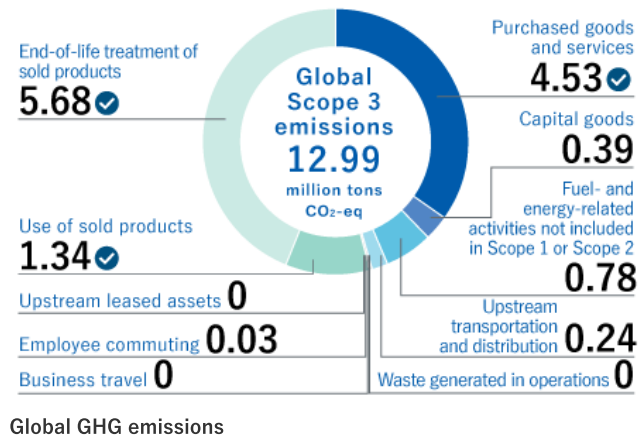 Purchased goods
and services
4.53
End-of-life treatment of
sold products
5.68
Global
Scope 3
emissions
12.99
million tons
CO2-eq
Capital goods
0.39
Fuel- and
energy-related
activities not included
in Scope 1 or Scope 2
0.78
Use of sold products
1.34
Upstream leased assets 0
Upstream
transportation
and distribution 0.24
Employee commuting 0.03
Business travel 0
Waste generated in operations 0
Global GHG emissions